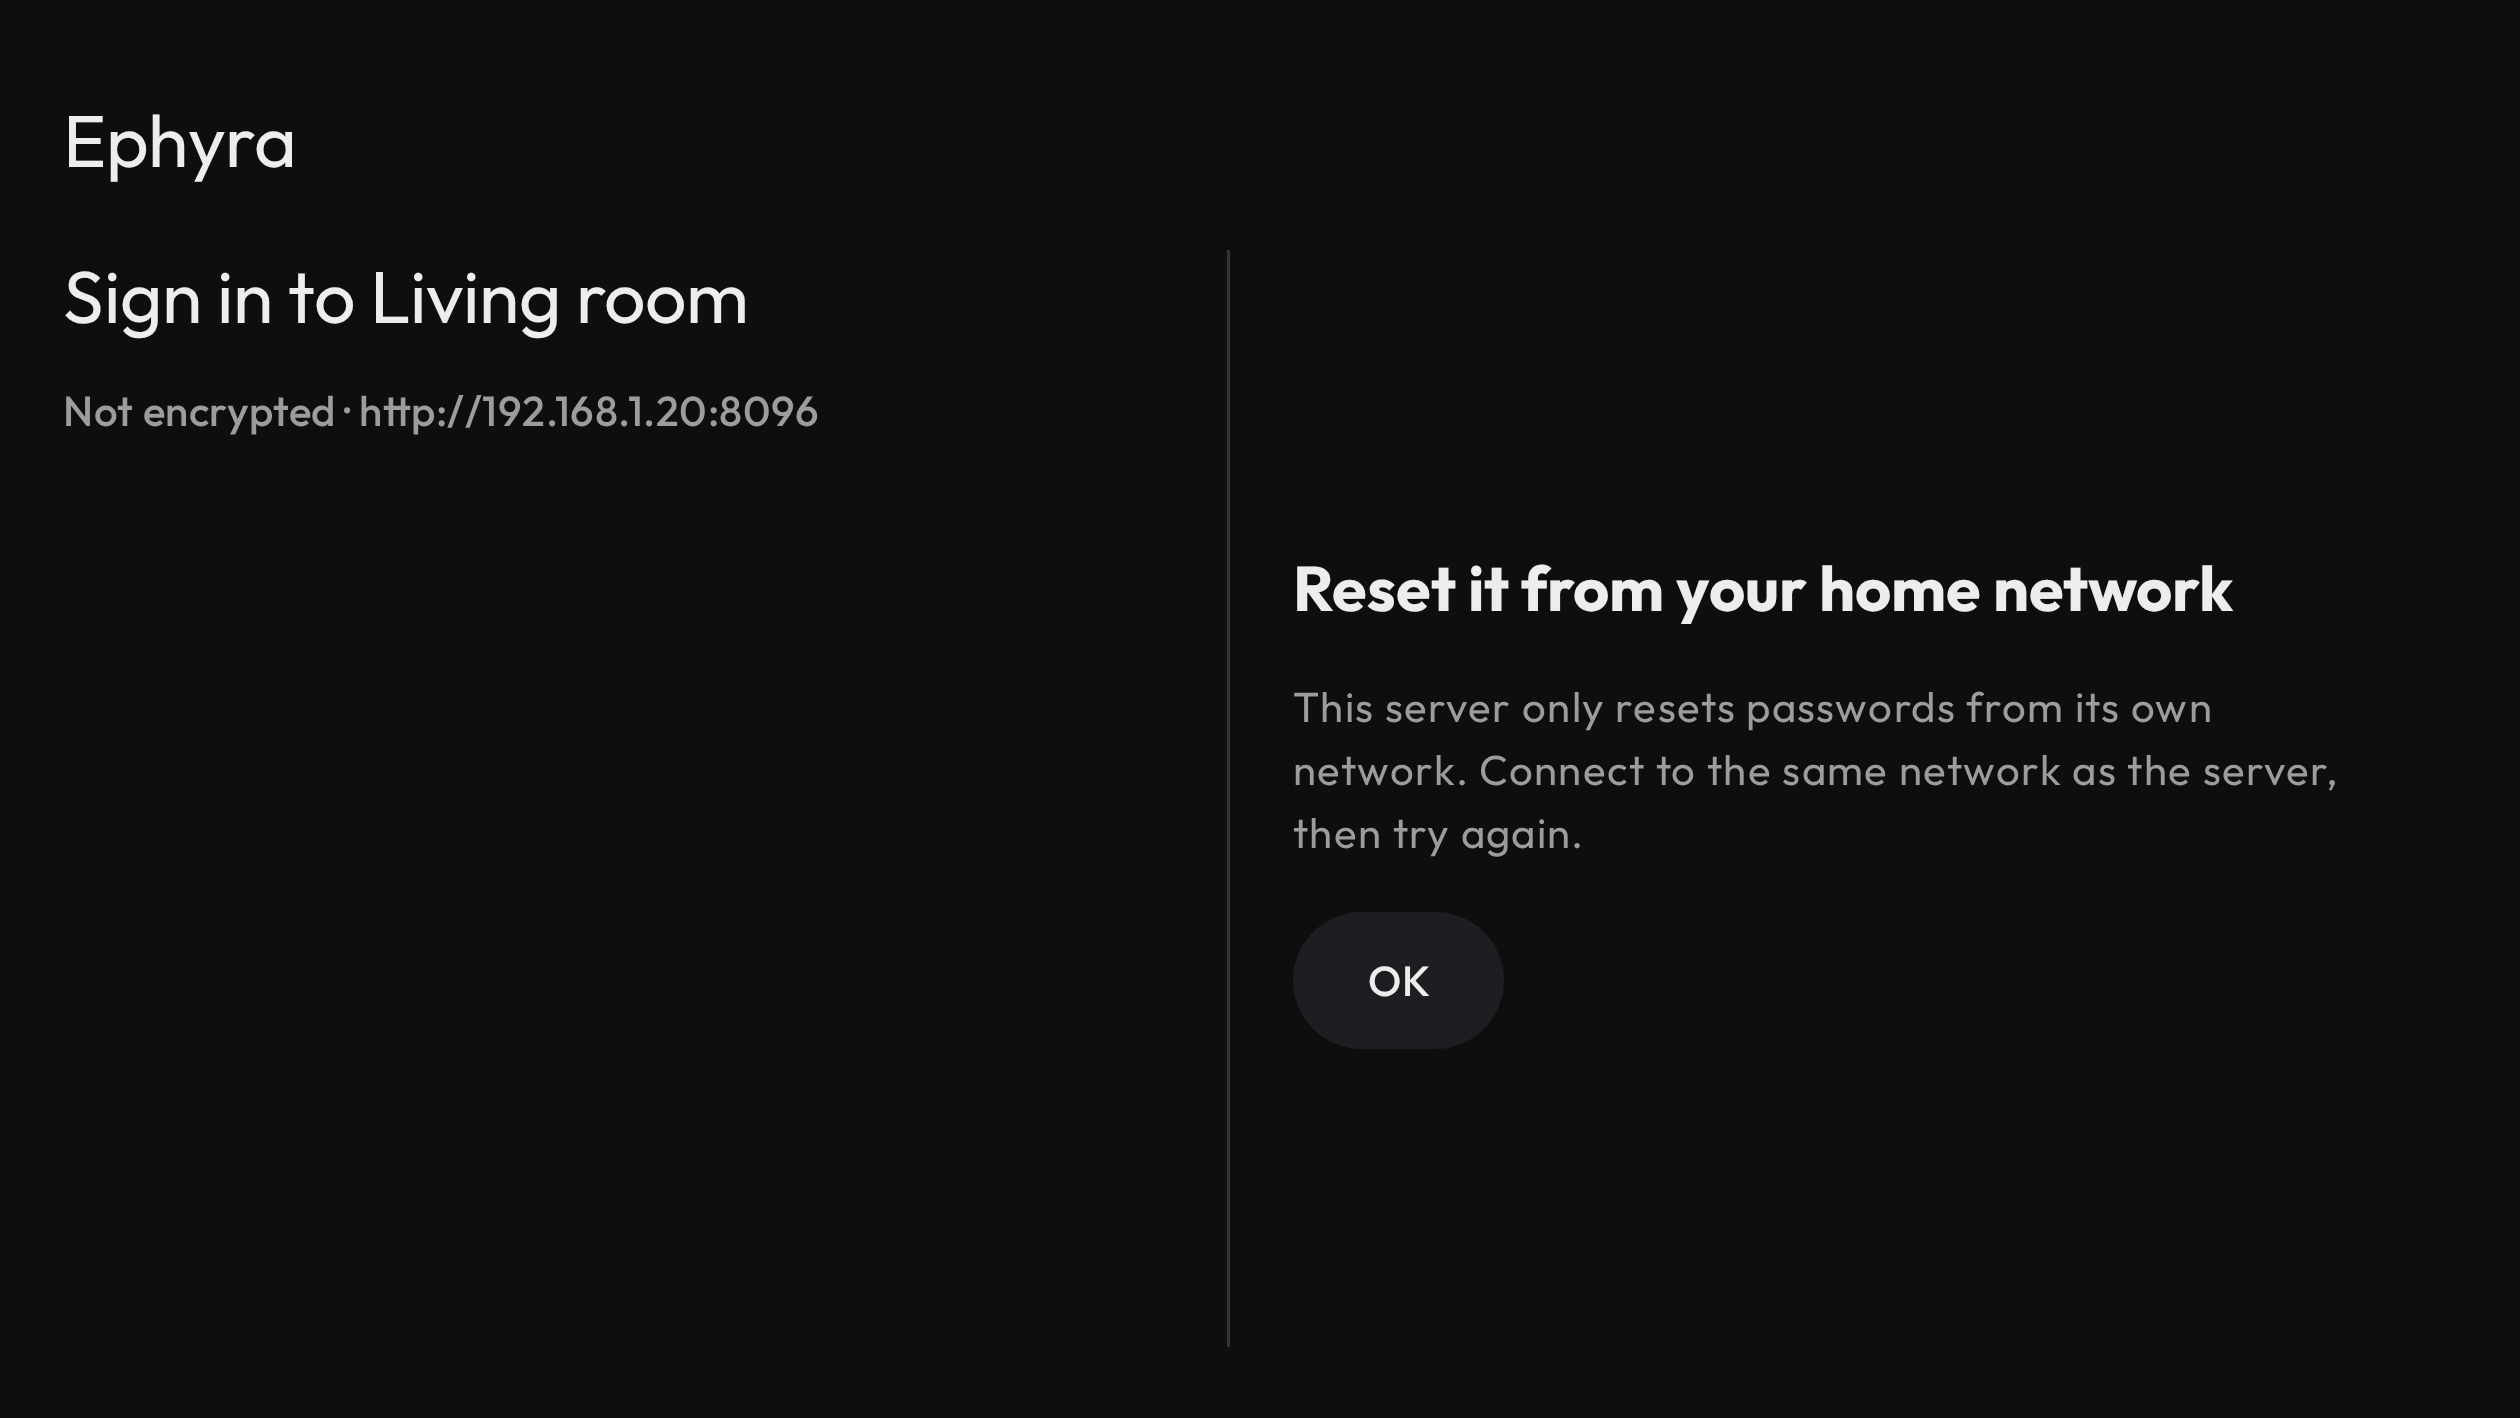 Ephyra
Sign in to Living room
Not encrypted · http://192.168.1.20:8096
Reset it from your home network
This server only resets passwords from its own
network. Connect to the same network as the server,
then try again.
OK